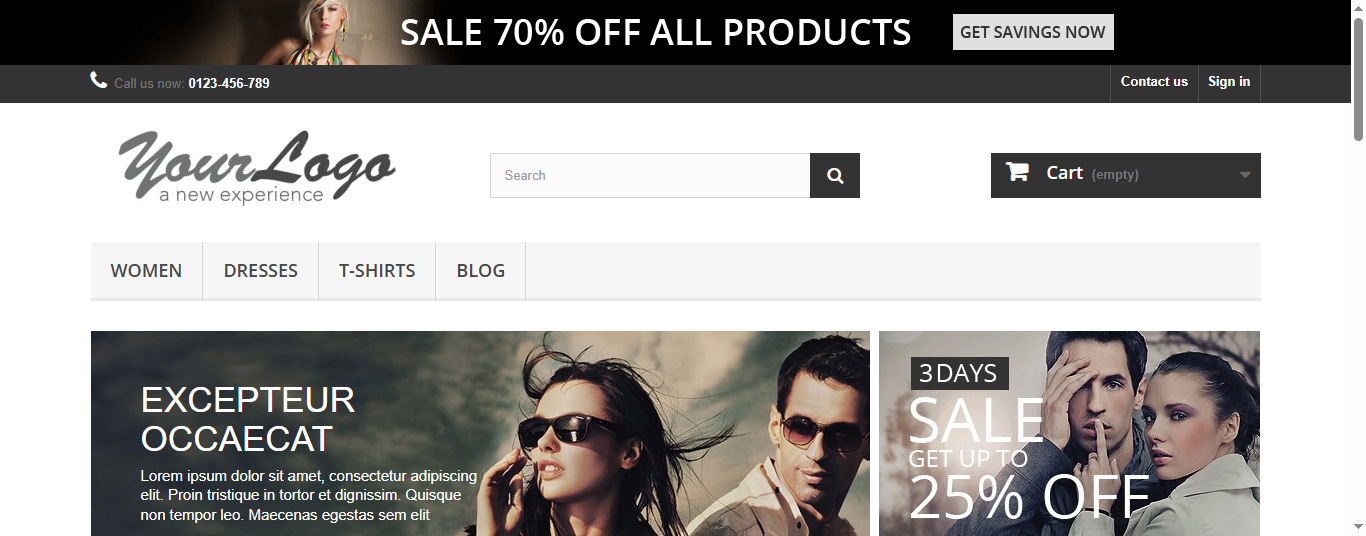 SALE 70% OFF ALL PRODUCTS GET SAVINGS NOW
Call us now: 0123-456-789 Contact us Sign in
YourLogo
a new experience
Search
Cart (empty)
WOMEN DRESSES T-SHIRTS BLOG
EXCEPTEUR
OCCAECAT
Lorem ipsum dolor sit amet, consectetur adipiscing
elit. Proin tristique in tortor et dignissim. Quisque
non tempor leo. Maecenas egestas sem elit
3 DAYS
SALE
GET UP TO
25% OFF